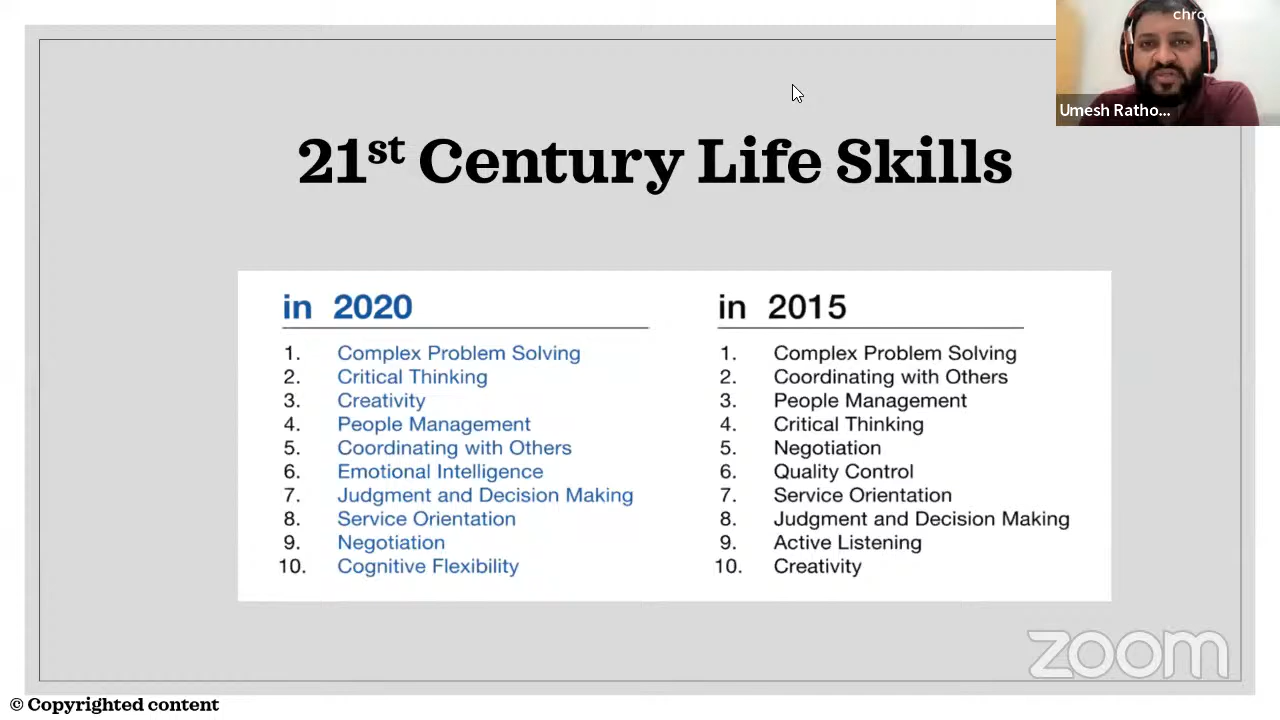 chro
Umesh Ratho...
21st Century Life Skills
in 2020
1. Complex Problem Solving
2. Critical Thinking
3. Creativity
4. People Management
5. Coordinating with Others
6. Emotional Intelligence
7. Judgment and Decision Making
8. Service Orientation
9. Negotiation
10. Cognitive Flexibility
in 2015
1. Complex Problem Solving
2. Coordinating with Others
3. People Management
4. Critical Thinking
5. Negotiation
6. Quality Control
7. Service Orientation
8. Judgment and Decision Making
9. Active Listening
10. Creativity
zoom
© Copyrighted content